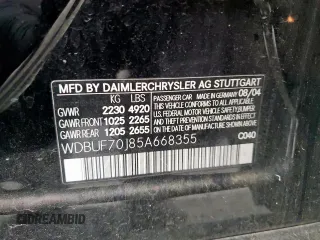 MFD BY DAIMLERCHRYSLER AG STUTTGART
KG LBS PASSENGER CAR MADE IN GERMANY 08/04
GVWR 2230 4920 THIS VEHICLE CONFORMS TO ALL APPLICABLE
GAWR FRONT 1025 2265 FEDERAL MOTOR VEHICLE SAFETY, BUMPER,
GAWR REAR 1205 2655 AND THEFT PREVENTION STANDARDS IN EFFECT ON THE DATE OF MANUFACTURE SHOWN ABOVE.
WDBUF70J85A668355 C040
© IDREAMBID